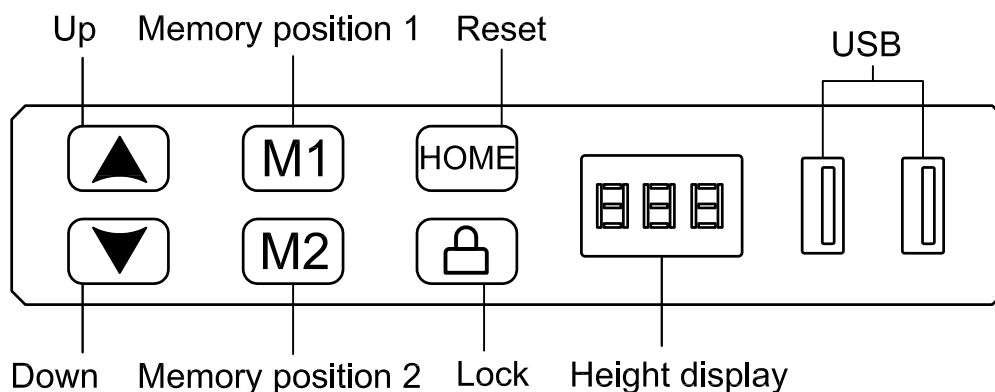 Up Memory position 1 Reset
USB
M1 HOME
M2
Down Memory position 2 Lock Height display